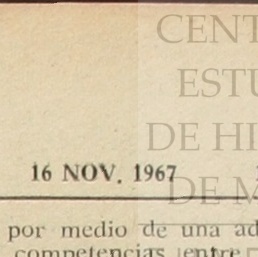 CENT
ESTU
DE HI
16 NOV. 1967
DE M
por medio de una ad
competencias entre